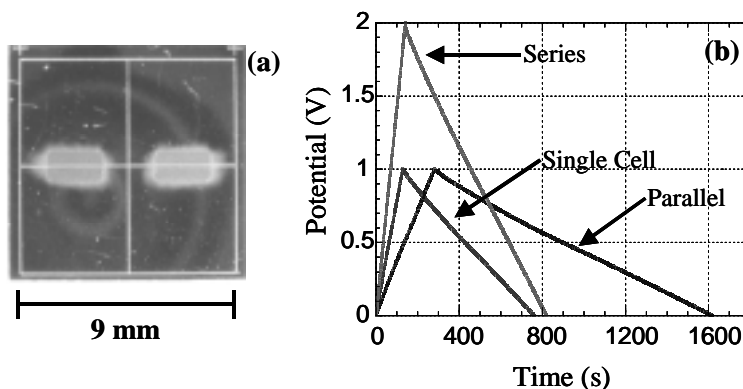 (a)
9 mm
(b)
Potential (V)
2
1.5
1
0.5
0
Series
Single Cell
Parallel
0 400 800 1200 1600
Time (s)